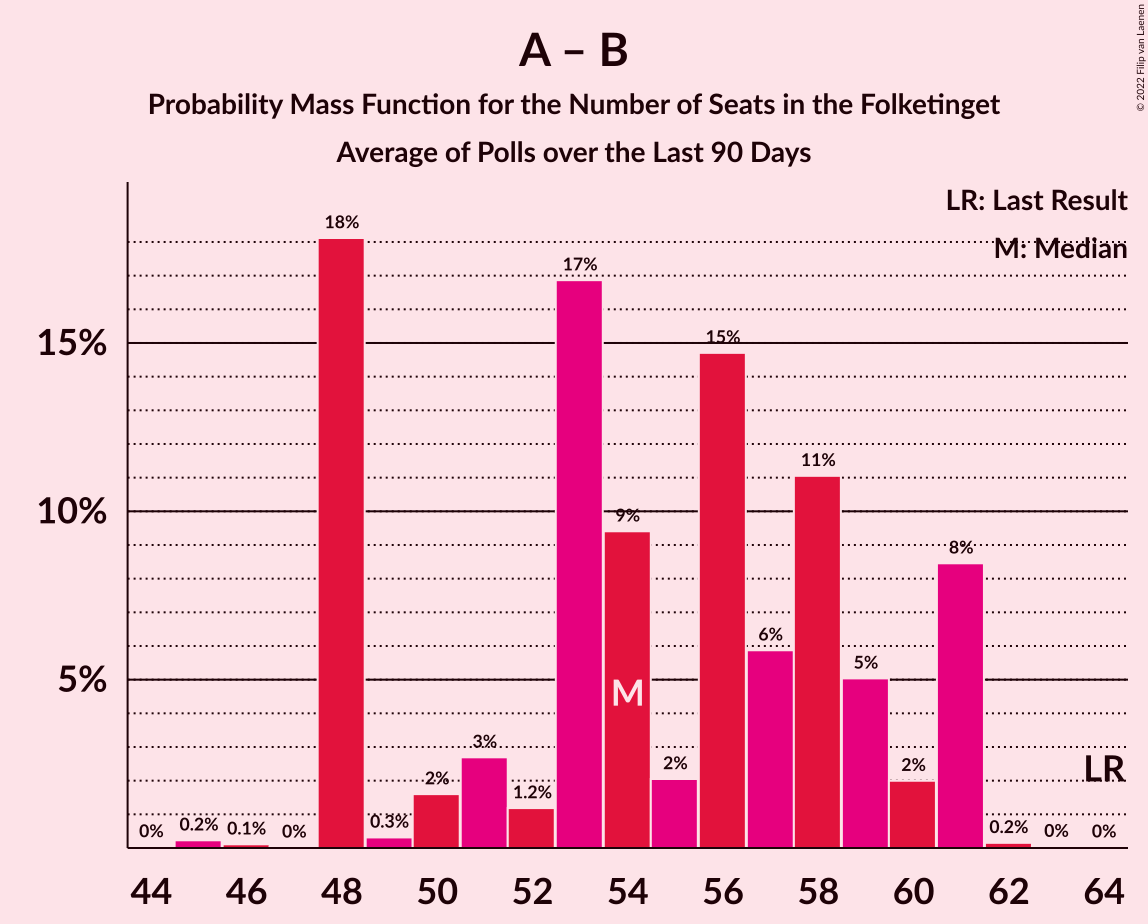 © 2022 Filip van Laenen
A – B
Probability Mass Function for the Number of Seats in the Folketinget
Average of Polls over the Last 90 Days
LR: Last Result
M: Median
15%
10%
5%
0%
0.2%
0.1%
0%
18%
0.3%
2%
3%
1.2%
17%
9%
2%
15%
6%
11%
5%
2%
8%
0.2%
0%
0%
M
LR
44 46 48 50 52 54 56 58 60 62 64